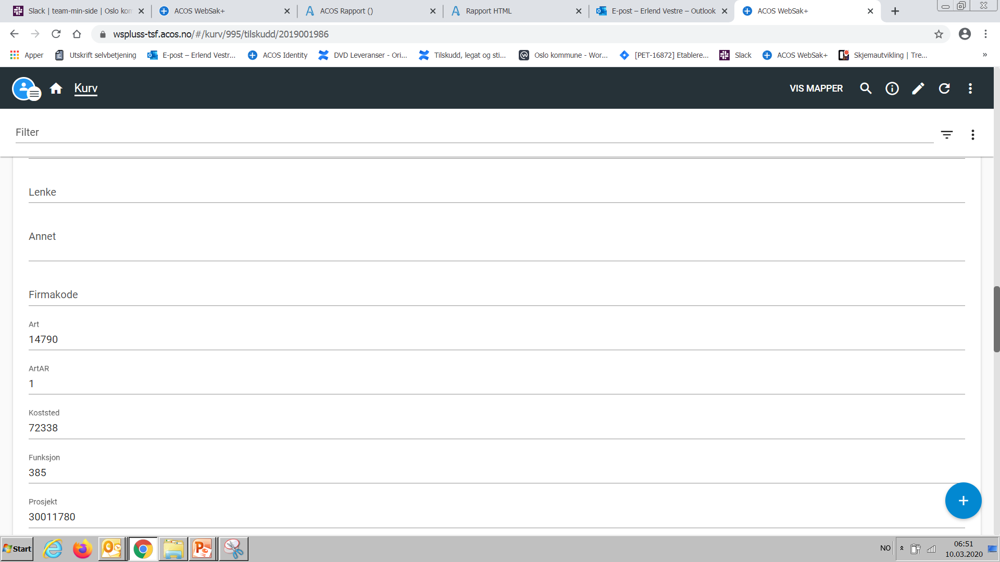 Slack | team-min-side | Oslo kon
ACOS WebSak+
ACOS Rapport ()
Rapport HTML
E-post – Erlend Vestre – Outlook
ACOS WebSak+
wspluss-tsf.acos.no/#/kurv/995/tilskudd/2019001986
Apper
Utskrift selvbetjening
E-post – Erlend Vestr...
ACOS Identity
DVD Leveranser - Ori...
Tilskudd, legat og sti...
Oslo kommune - Wor...
[PET-16872] Etablere...
Slack
ACOS WebSak+
Skjemautvikling | Tre...
»
Kurv
VIS MAPPER
Filter
Lenke
Annet
Firmakode
Art
14790
ArtAR
1
Koststed
72338
Funksjon
385
Prosjekt
30011780
Start
NO
06:51
10.03.2020